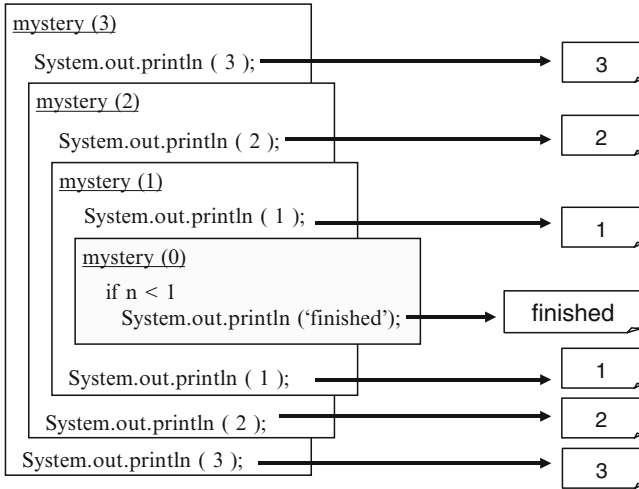 mystery (3)
System.out.println ( 3 );
3
mystery (2)
System.out.println ( 2 );
2
mystery (1)
System.out.println ( 1 );
1
mystery (0)
if n < 1
System.out.println (‘finished’);
finished
System.out.println ( 1 );
1
System.out.println ( 2 );
2
System.out.println ( 3 );
3